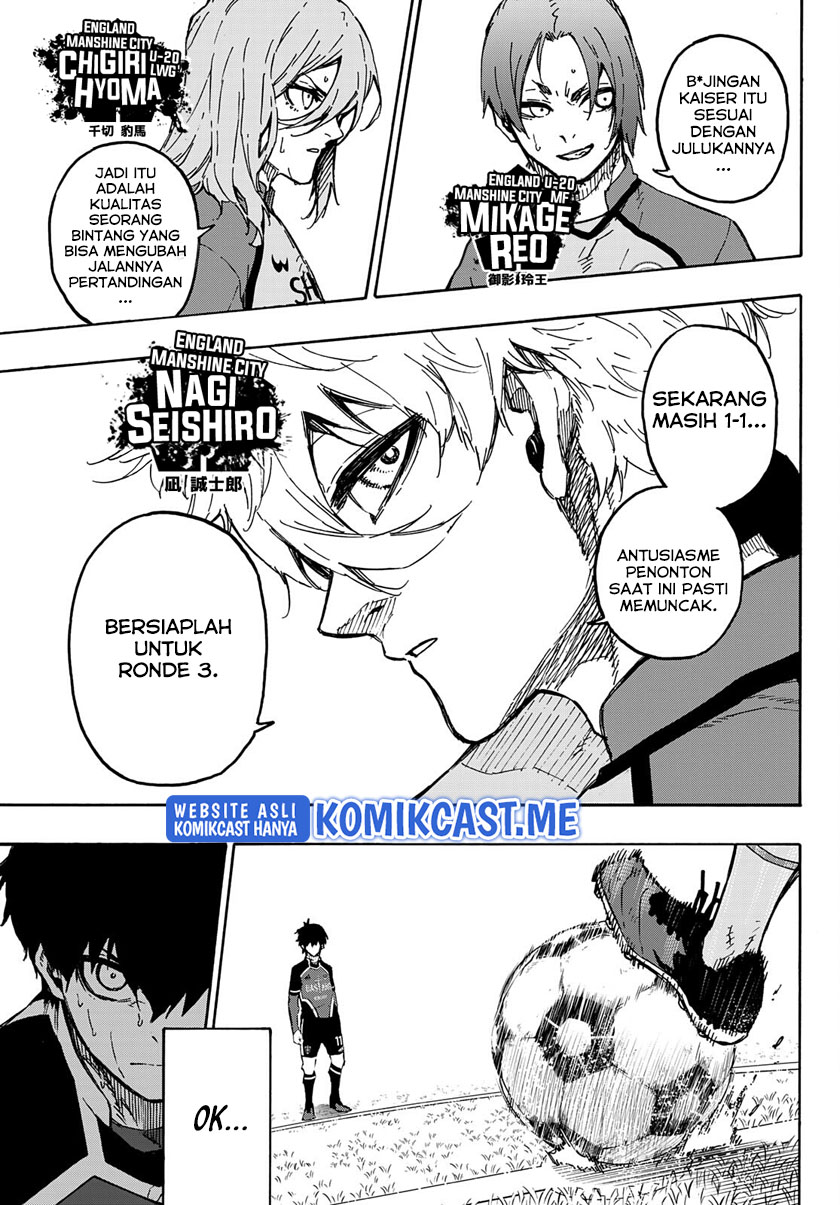 B*JINGAN
KAISER ITU
SESUAI
DENGAN
JULUKANNYA
...
ENGLAND U-20
MANSHINE CITY MF
MIKAGE
REO
御影 玲王
ENGLAND
MANSHINE CITY U-20
CHIGIRI LWG
HYOMA
千切 豹馬
JADI ITU
ADALAH
KUALITAS
SEORANG
BINTANG YANG
BISA MENGUBAH
JALANNYA
PERTANDINGAN
...
SH
SEKARANG
MASIH 1-1...
ANTUSIASME
PENONTON
SAAT INI PASTI
MEMUNCAK.
ENGLAND
MANSHINE CITY
NAGI
SEISHIRO
凪 誠士郎
BERSIAPLAH
UNTUK
RONDE 3.
WEBSITE ASLI
KOMIKCAST HANYA
KOMIKCAST.ME
OK...